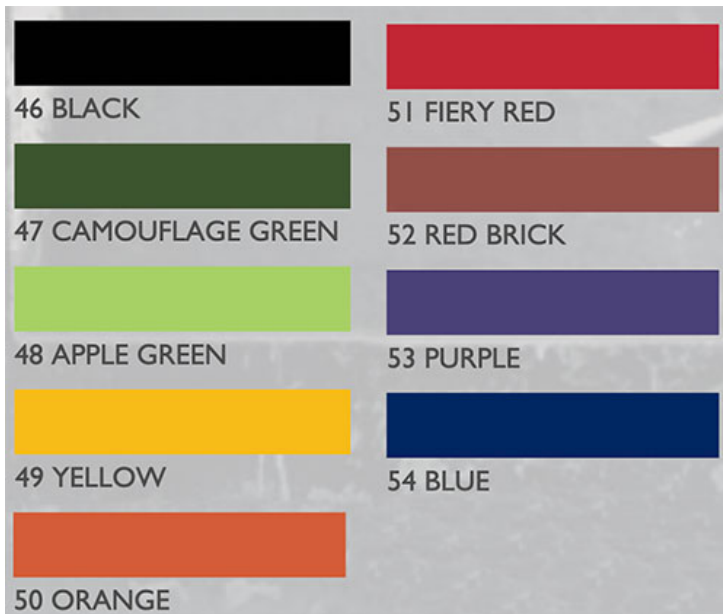 46 BLACK
47 CAMOUFLAGE GREEN
48 APPLE GREEN
49 YELLOW
50 ORANGE
51 FIERY RED
52 RED BRICK
53 PURPLE
54 BLUE